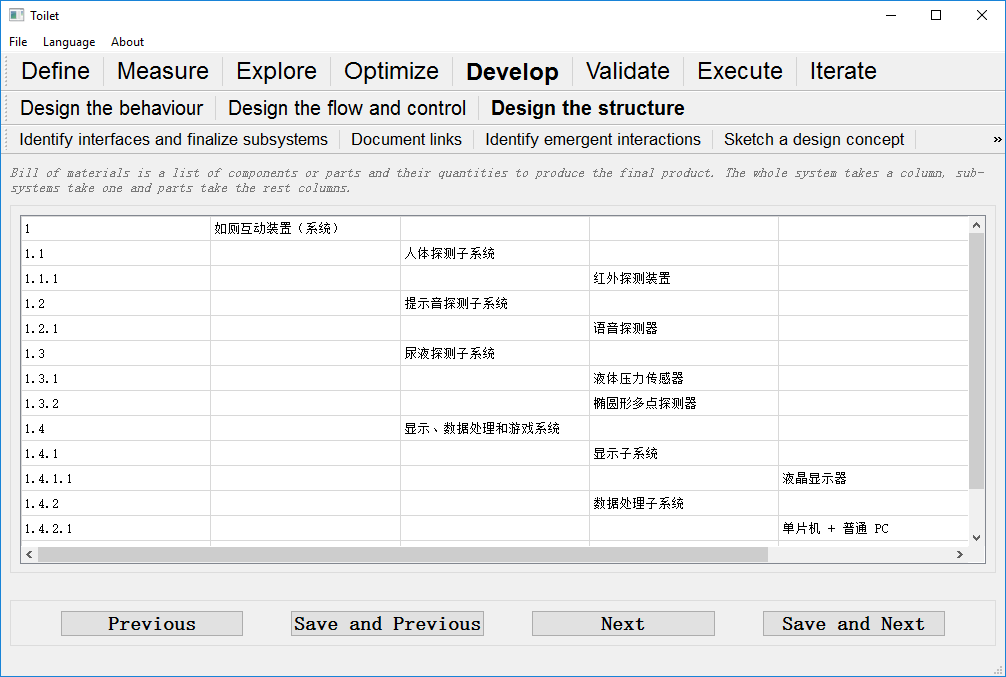 Toilet
File Language About
Define Measure Explore Optimize Develop Validate Execute Iterate
Design the behaviour Design the flow and control Design the structure
Identify interfaces and finalize subsystems Document links Identify emergent interactions Sketch a design concept »
Bill of materials is a list of components or parts and their quantities to produce the final product. The whole system takes a column, sub-
systems take one and parts take the rest columns.
1 如厕互动装置（系统）
1.1 人体探测子系统
1.1.1 红外探测装置
1.2 提示音探测子系统
1.2.1 语音探测器
1.3 尿液探测子系统
1.3.1 液体压力传感器
1.3.2 椭圆形多点探测器
1.4 显示、数据处理和游戏系统
1.4.1 显示子系统
1.4.1.1 液晶显示器
1.4.2 数据处理子系统
1.4.2.1 单片机 + 普通 PC
Previous Save and Previous Next Save and Next